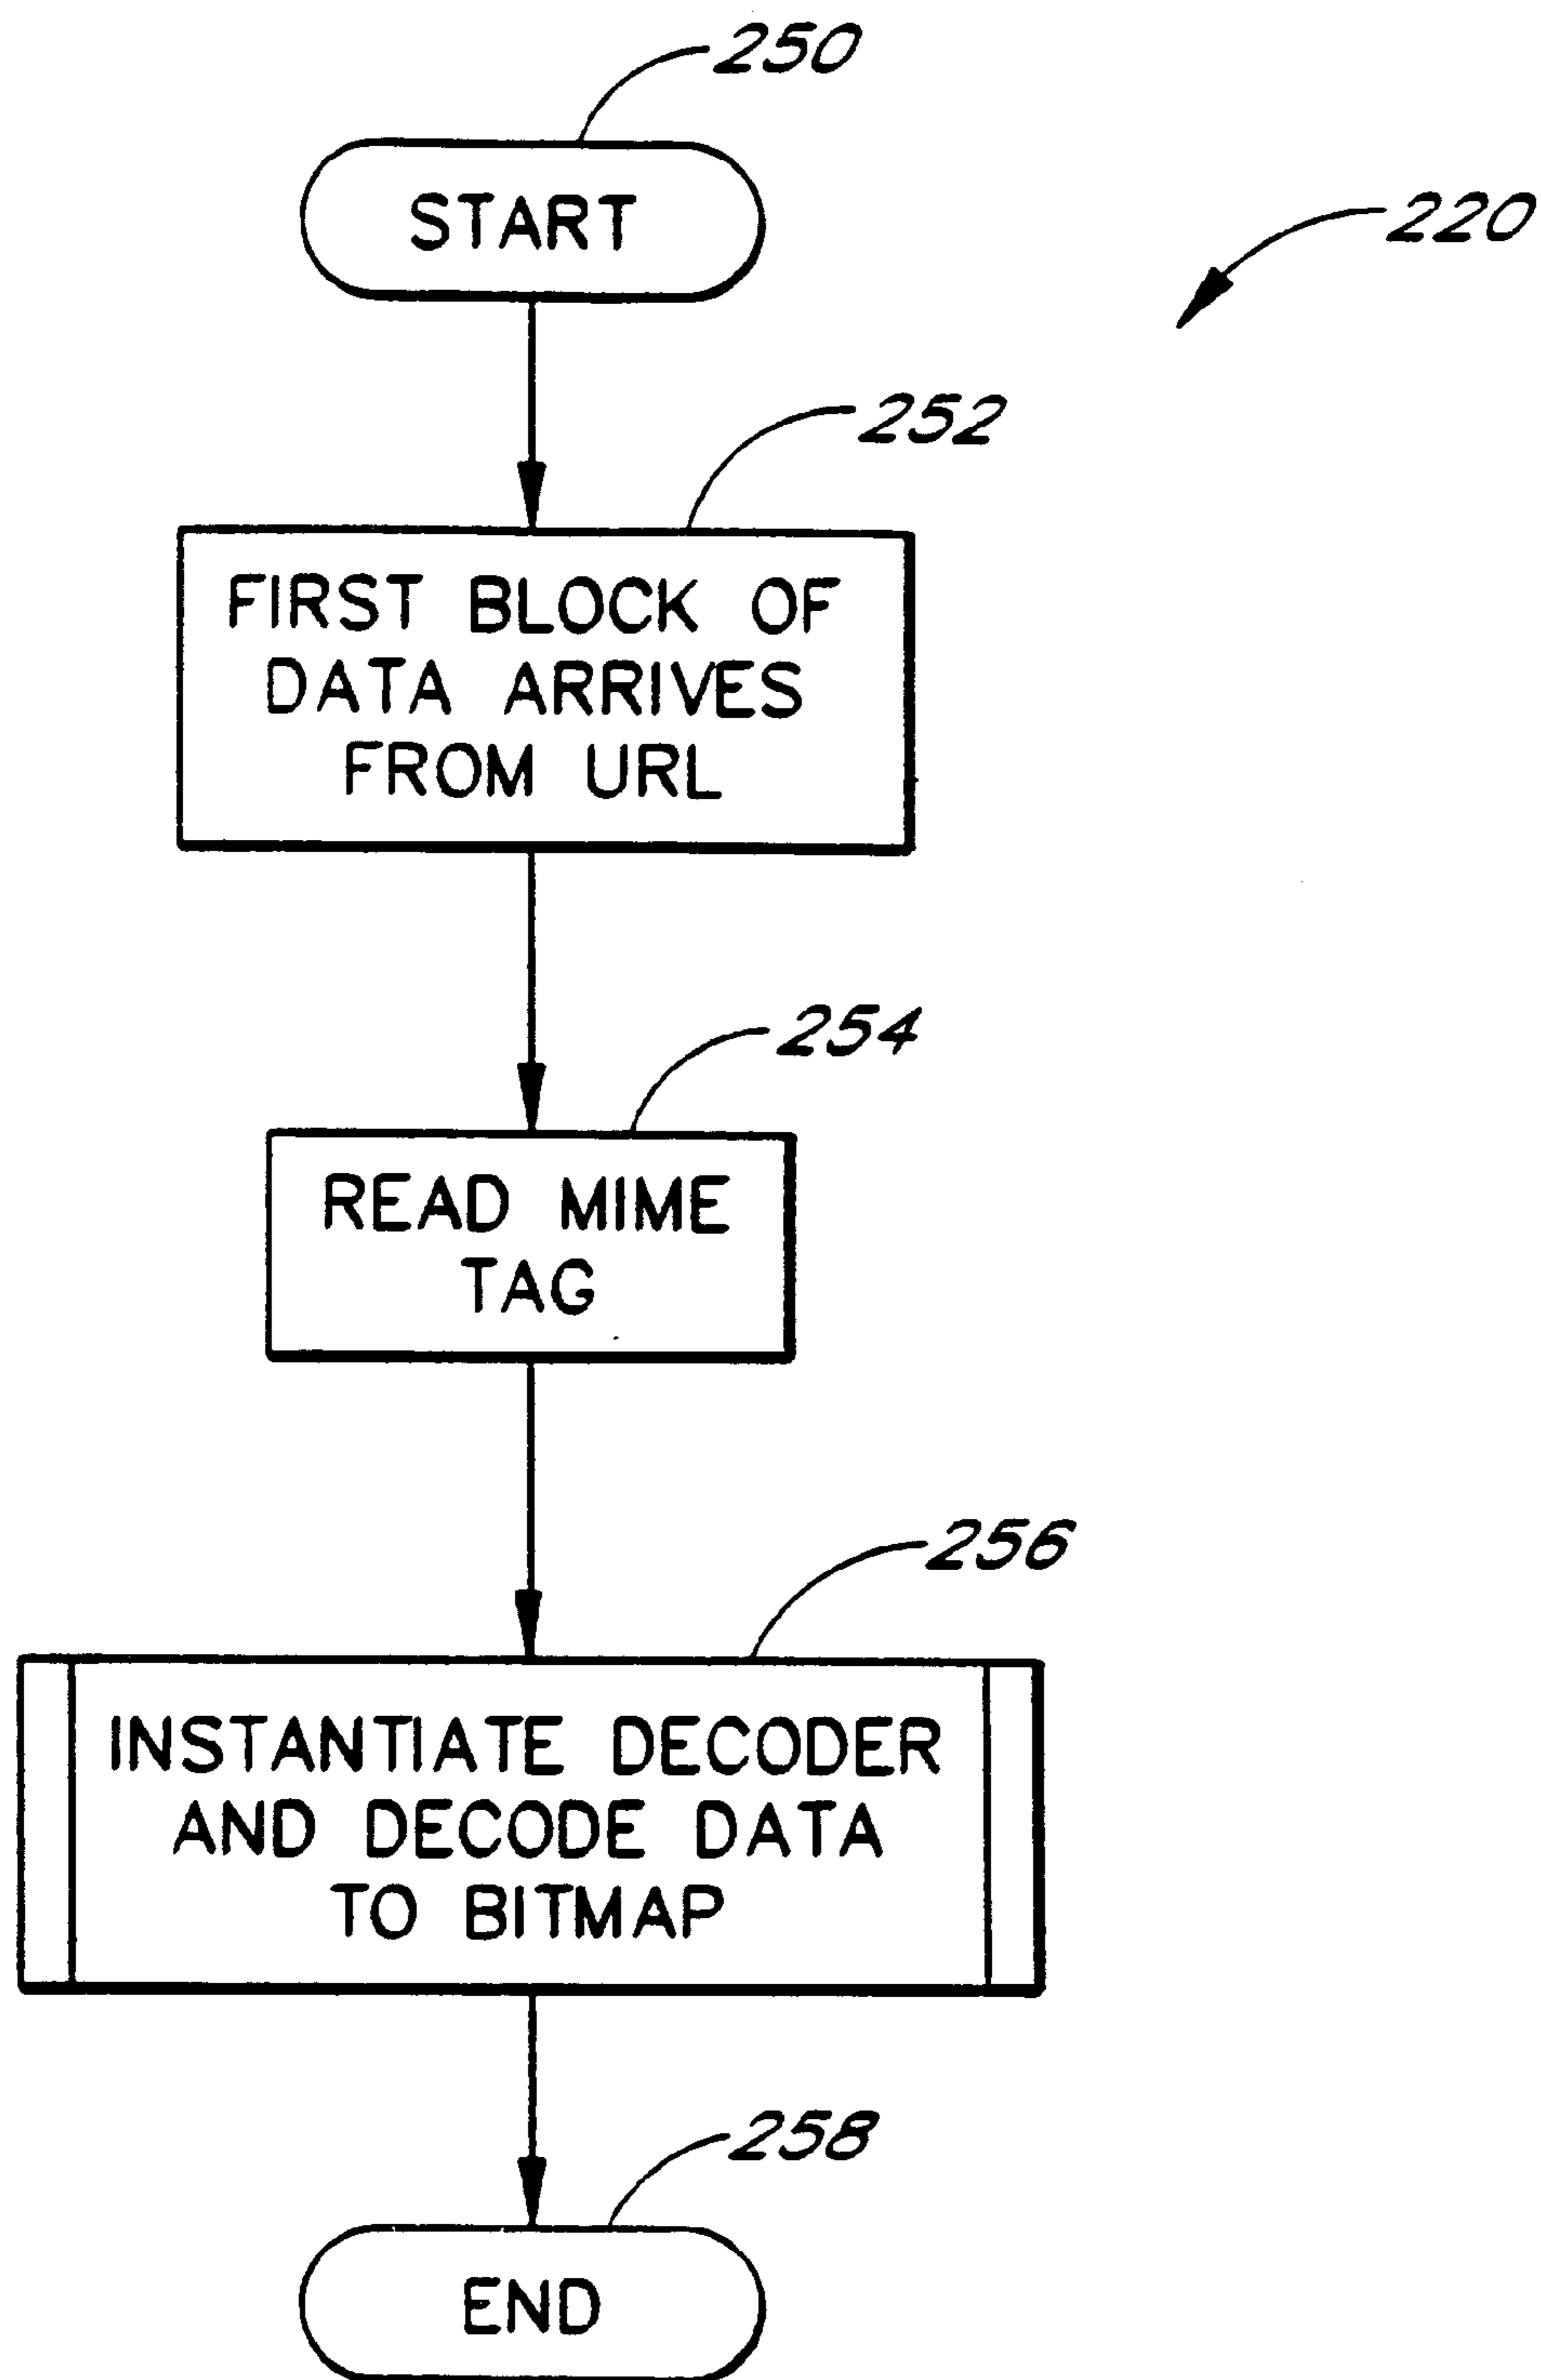 250
START
220
252
FIRST BLOCK OF
DATA ARRIVES
FROM URL
254
READ MIME
TAG
256
INSTANTIATE DECODER
AND DECODE DATA
TO BITMAP
258
END